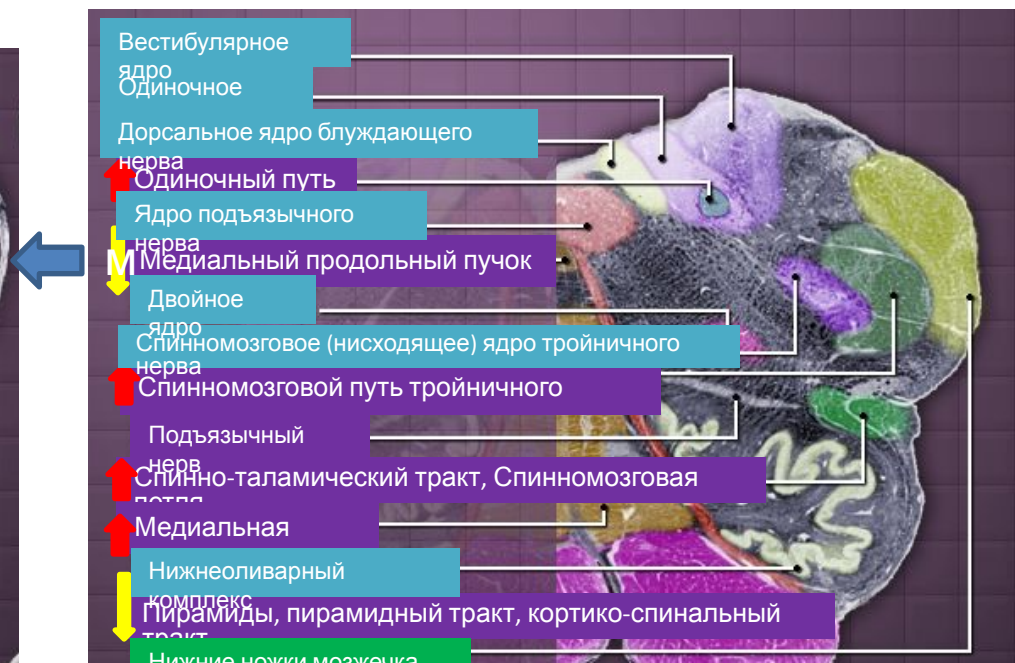 Вестибулярное
ядро
Одиночное
Дорсальное ядро блуждающего
нерва
Одиночный путь
Ядро подъязычного
нерва
М
Медиальный продольный пучок
Двойное
ядро
Спинномозговое (нисходящее) ядро тройничного
нерва
Спинномозговой путь тройничного
Подъязычный
нерв
Спинно-таламический тракт, Спинномозговая
петля
Медиальная
Нижнеоливарный
комплекс
Пирамиды, пирамидный тракт, кортико-спинальный
тракт
Нижние ножки мозжечка